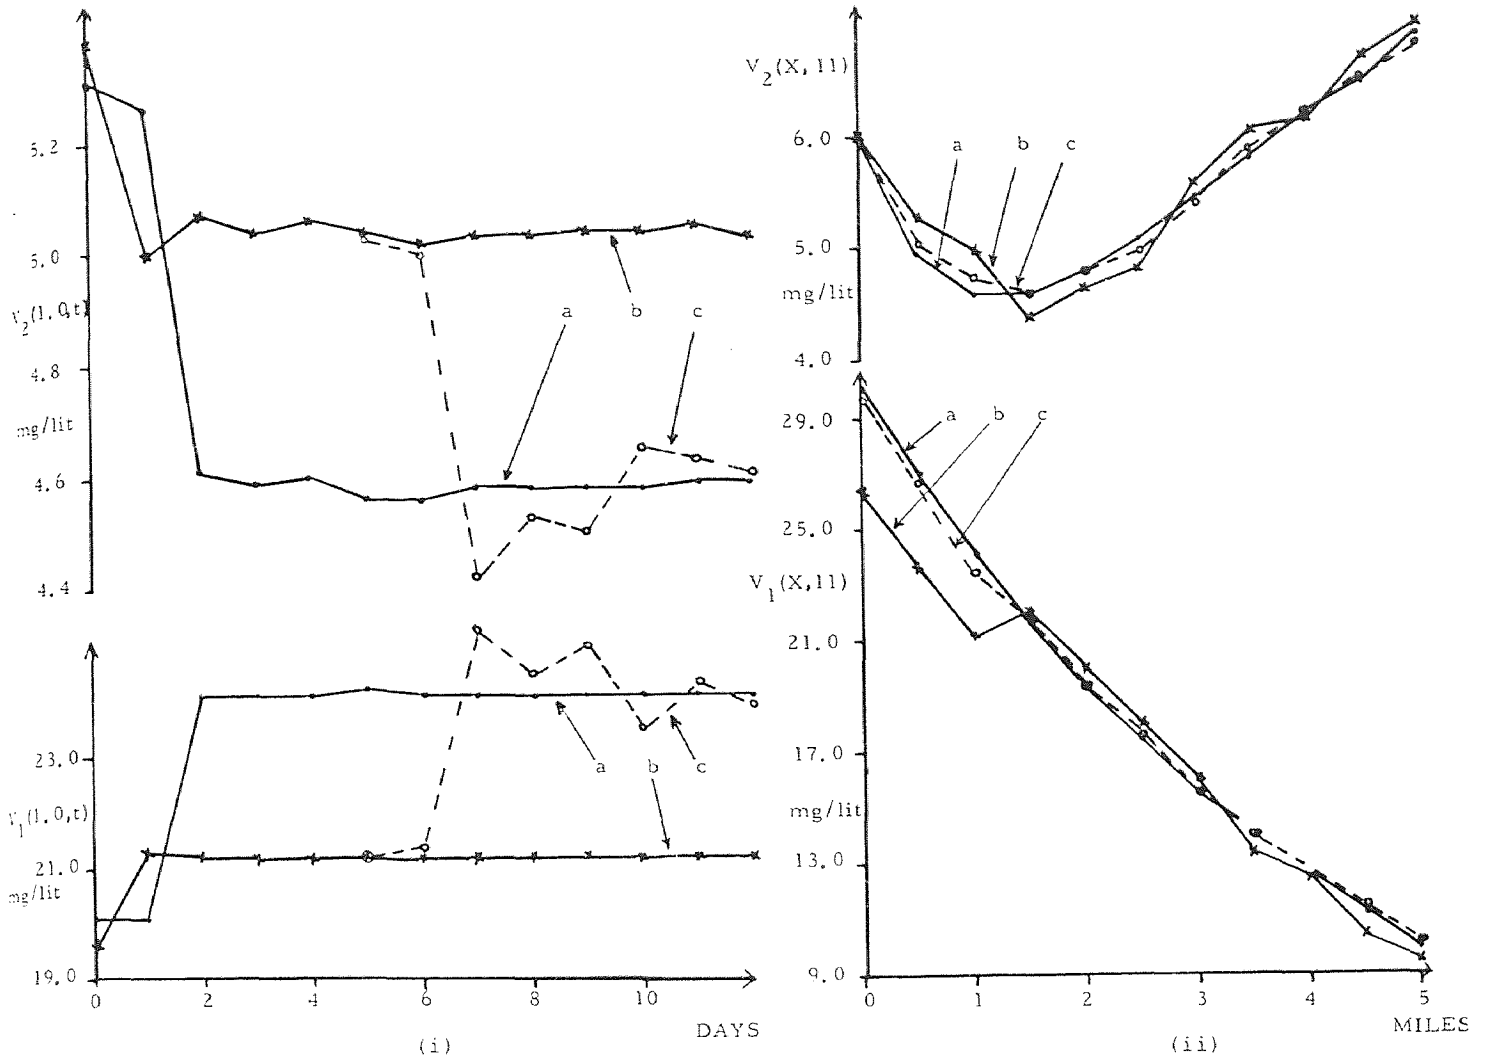 5.2
5.0
V2(1.0,t)
4.8
mg/lit
4.6
4.4
a b c
23.0
V1(1.0,t)
21.0
mg/lit
19.0
a b c
0 2 4 6 8 10
DAYS
(i)
V2(X,11)
6.0
5.0
mg/lit
4.0
a b c
29.0
25.0
V1(X,11)
21.0
17.0
mg/lit
13.0
9.0
a b c
0 1 2 3 4 5
MILES
(ii)